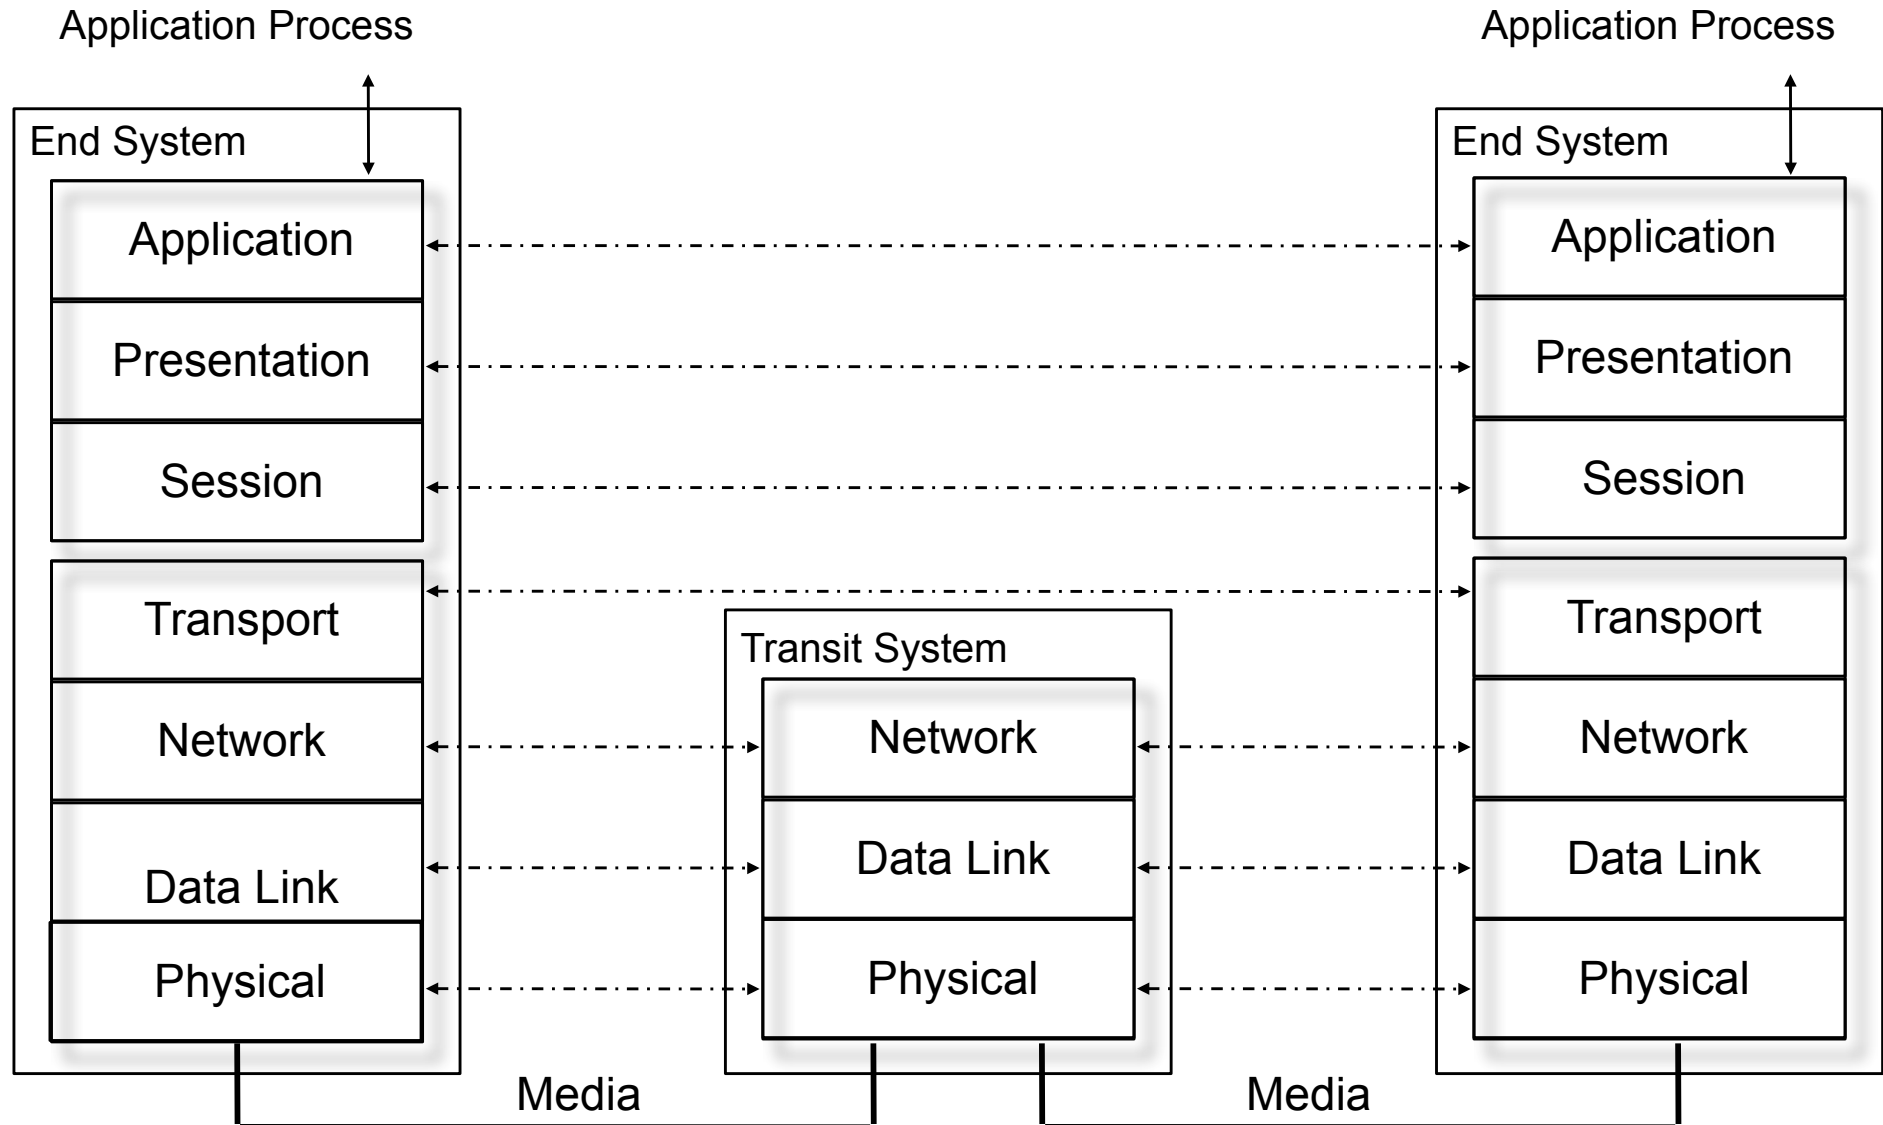 Application Process
Application Process
End System
Application
Presentation
Session
Transport
Network
Data Link
Physical
Transit System
Network
Data Link
Physical
End System
Application
Presentation
Session
Transport
Network
Data Link
Physical
Media
Media